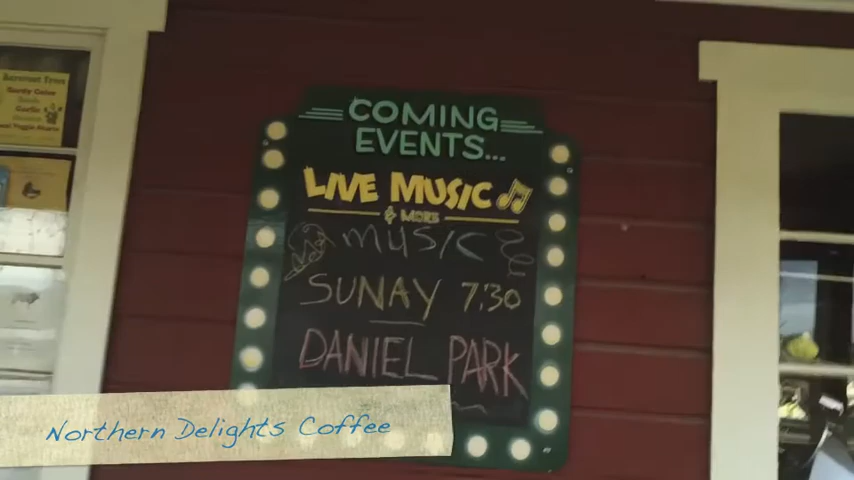 COMING
EVENTS...
LIVE MUSIC
& MORE
MUSIC
SUNAY 7:30
DANIEL PARK
Northern Delights Coffee